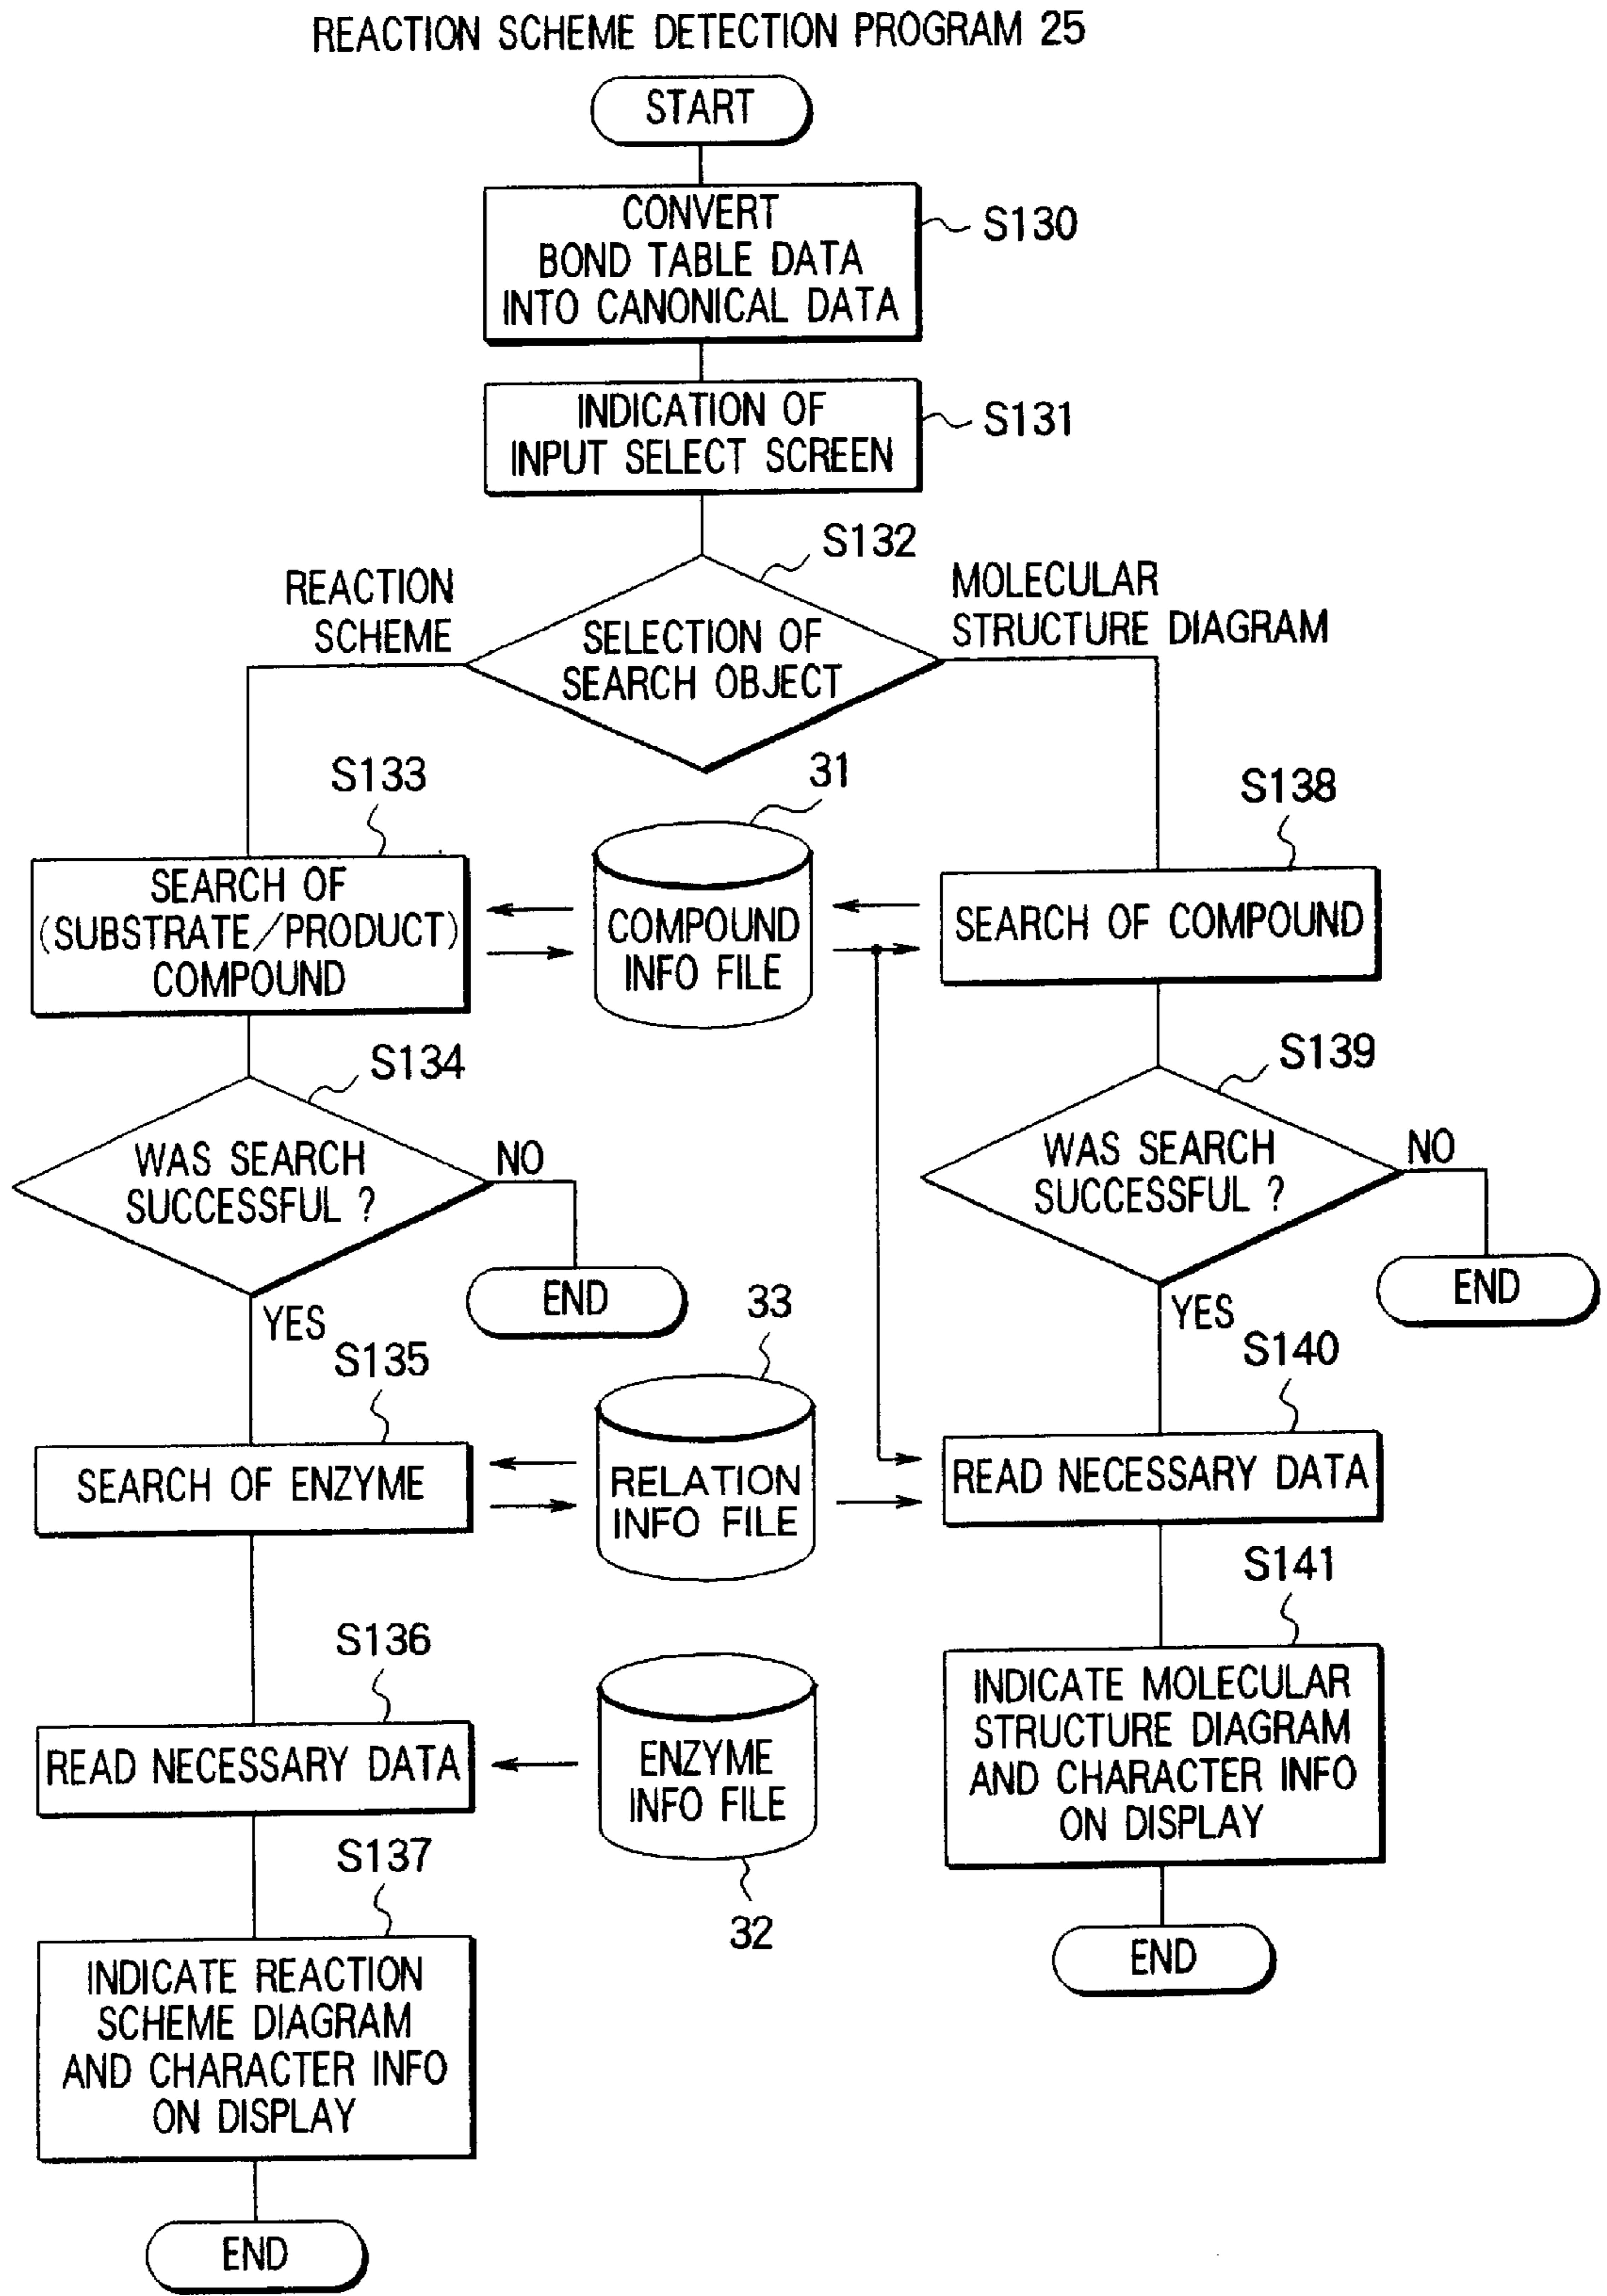 REACTION SCHEME DETECTION PROGRAM 25
START
CONVERT
BOND TABLE DATA
INTO CANONICAL DATA
S130
INDICATION OF
INPUT SELECT SCREEN
S131
S132
REACTION
SCHEME
SELECTION OF
SEARCH OBJECT
MOLECULAR
STRUCTURE DIAGRAM
S133
SEARCH OF
(SUBSTRATE/PRODUCT)
COMPOUND
31
COMPOUND
INFO FILE
S138
SEARCH OF COMPOUND
S134
WAS SEARCH
SUCCESSFUL ?
NO
END
YES
S139
WAS SEARCH
SUCCESSFUL ?
NO
END
YES
S135
SEARCH OF ENZYME
33
RELATION
INFO FILE
S140
READ NECESSARY DATA
S136
READ NECESSARY DATA
ENZYME
INFO FILE
32
S141
INDICATE MOLECULAR
STRUCTURE DIAGRAM
AND CHARACTER INFO
ON DISPLAY
END
S137
INDICATE REACTION
SCHEME DIAGRAM
AND CHARACTER INFO
ON DISPLAY
END